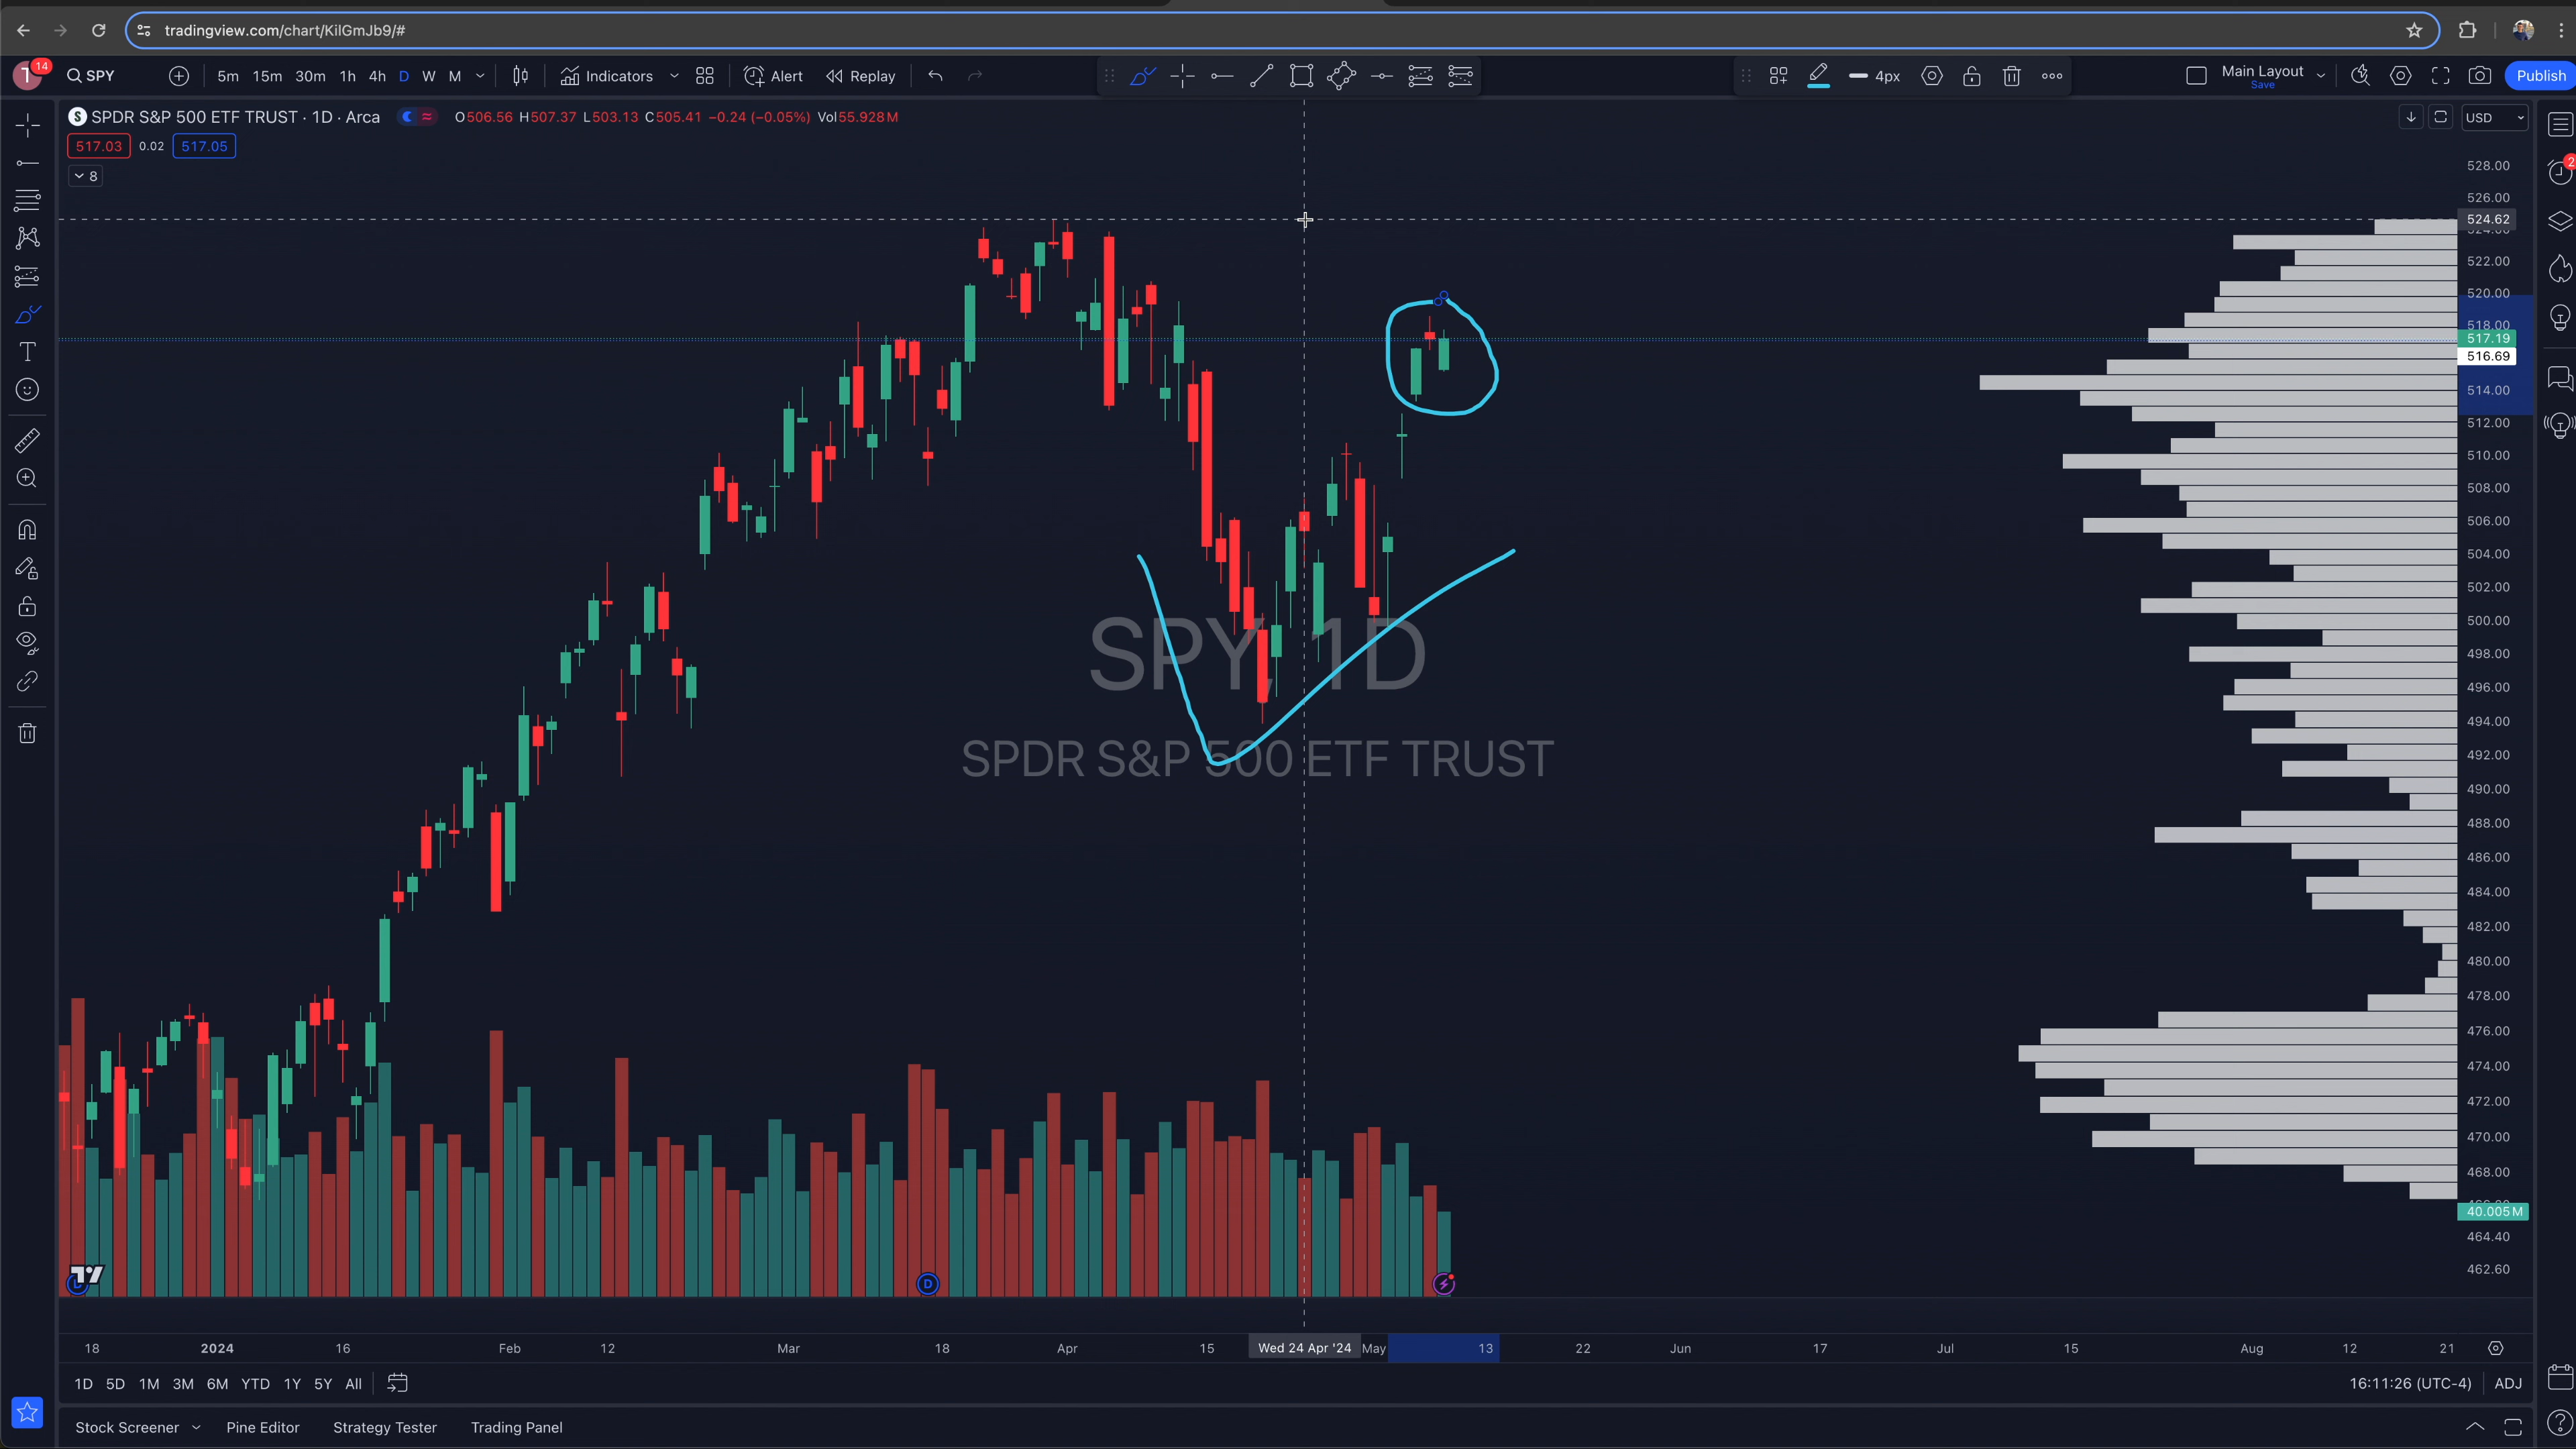 tradingview.com/chart/KilGmJb9/#
14
SPY
5m 15m 30m 1h 4h D W M
Indicators
Alert
Replay
4px
Main Layout
Save
Publish
SPDR S&P 500 ETF TRUST · 1D · Arca
O506.56 H507.37 L503.13 C505.41 −0.24 (−0.05%) Vol55.928M
517.03 0.02 517.05
8
USD
2
528.00
526.00
524.62
524.00
522.00
520.00
518.00
517.19
516.69
514.00
512.00
510.00
508.00
506.00
504.00
502.00
500.00
498.00
496.00
494.00
492.00
490.00
488.00
486.00
484.00
482.00
480.00
478.00
476.00
474.00
472.00
470.00
468.00
40.005M
464.40
462.60
SPY, 1D
SPDR S&P 500 ETF TRUST
D
18 2024 16 Feb 12 Mar 18 Apr 15 Wed 24 Apr '24 May 13 22 Jun 17 Jul 15 Aug 12 21
1D 5D 1M 3M 6M YTD 1Y 5Y All
16:11:26 (UTC-4) ADJ
Stock Screener Pine Editor Strategy Tester Trading Panel